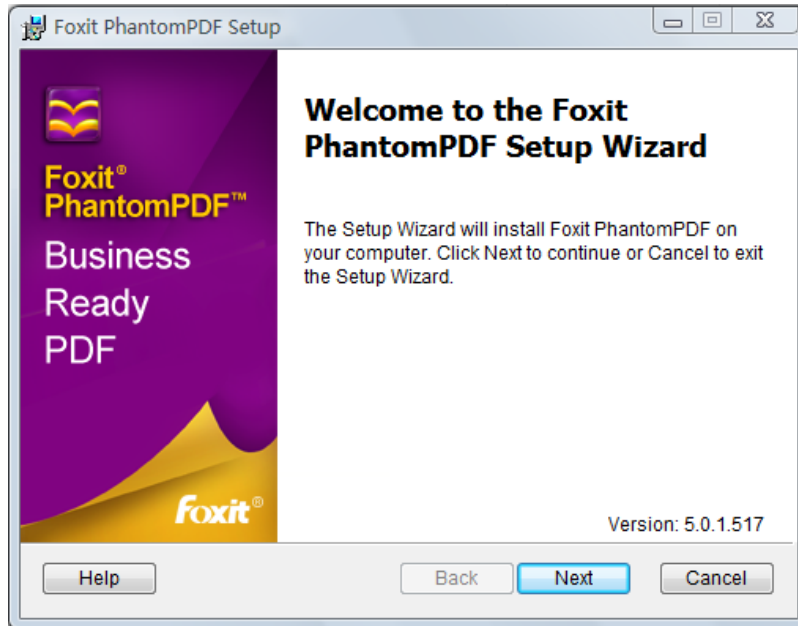 Foxit PhantomPDF Setup
Welcome to the Foxit
PhantomPDF Setup Wizard
Foxit®
PhantomPDF™
Business
Ready
PDF
The Setup Wizard will install Foxit PhantomPDF on
your computer. Click Next to continue or Cancel to exit
the Setup Wizard.
Foxit®
Version: 5.0.1.517
Help
Back
Next
Cancel